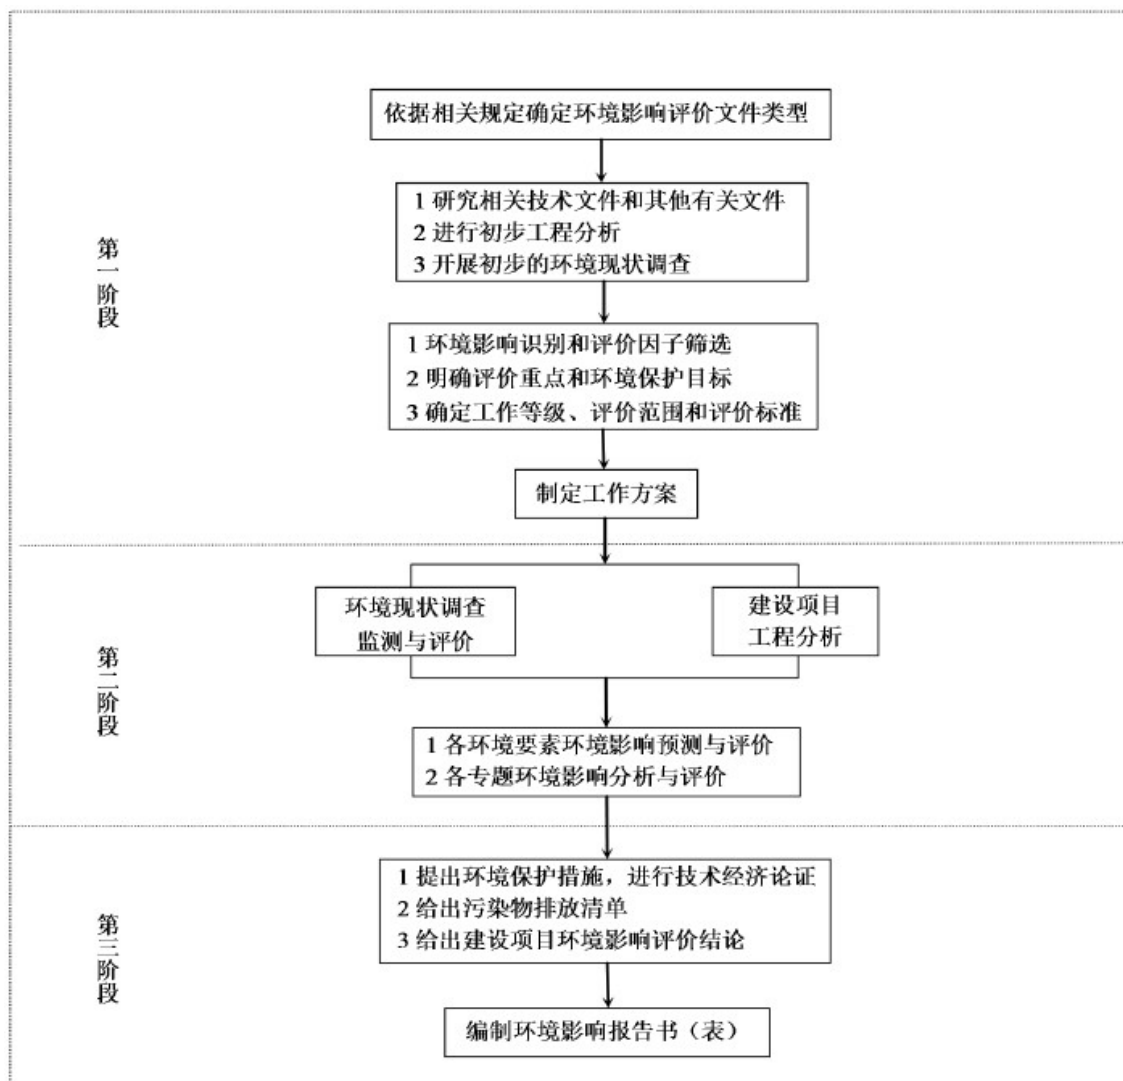 依据相关规定确定环境影响评价文件类型
1 研究相关技术文件和其他有关文件
2 进行初步工程分析
3 开展初步的环境现状调查
第一阶段
1 环境影响识别和评价因子筛选
2 明确评价重点和环境保护目标
3 确定工作等级、评价范围和评价标准
制定工作方案
环境现状调查
监测与评价
建设项目
工程分析
第二阶段
1 各环境要素环境影响预测与评价
2 各专题环境影响分析与评价
1 提出环境保护措施，进行技术经济论证
2 给出污染物排放清单
3 给出建设项目环境影响评价结论
第三阶段
编制环境影响报告书（表）